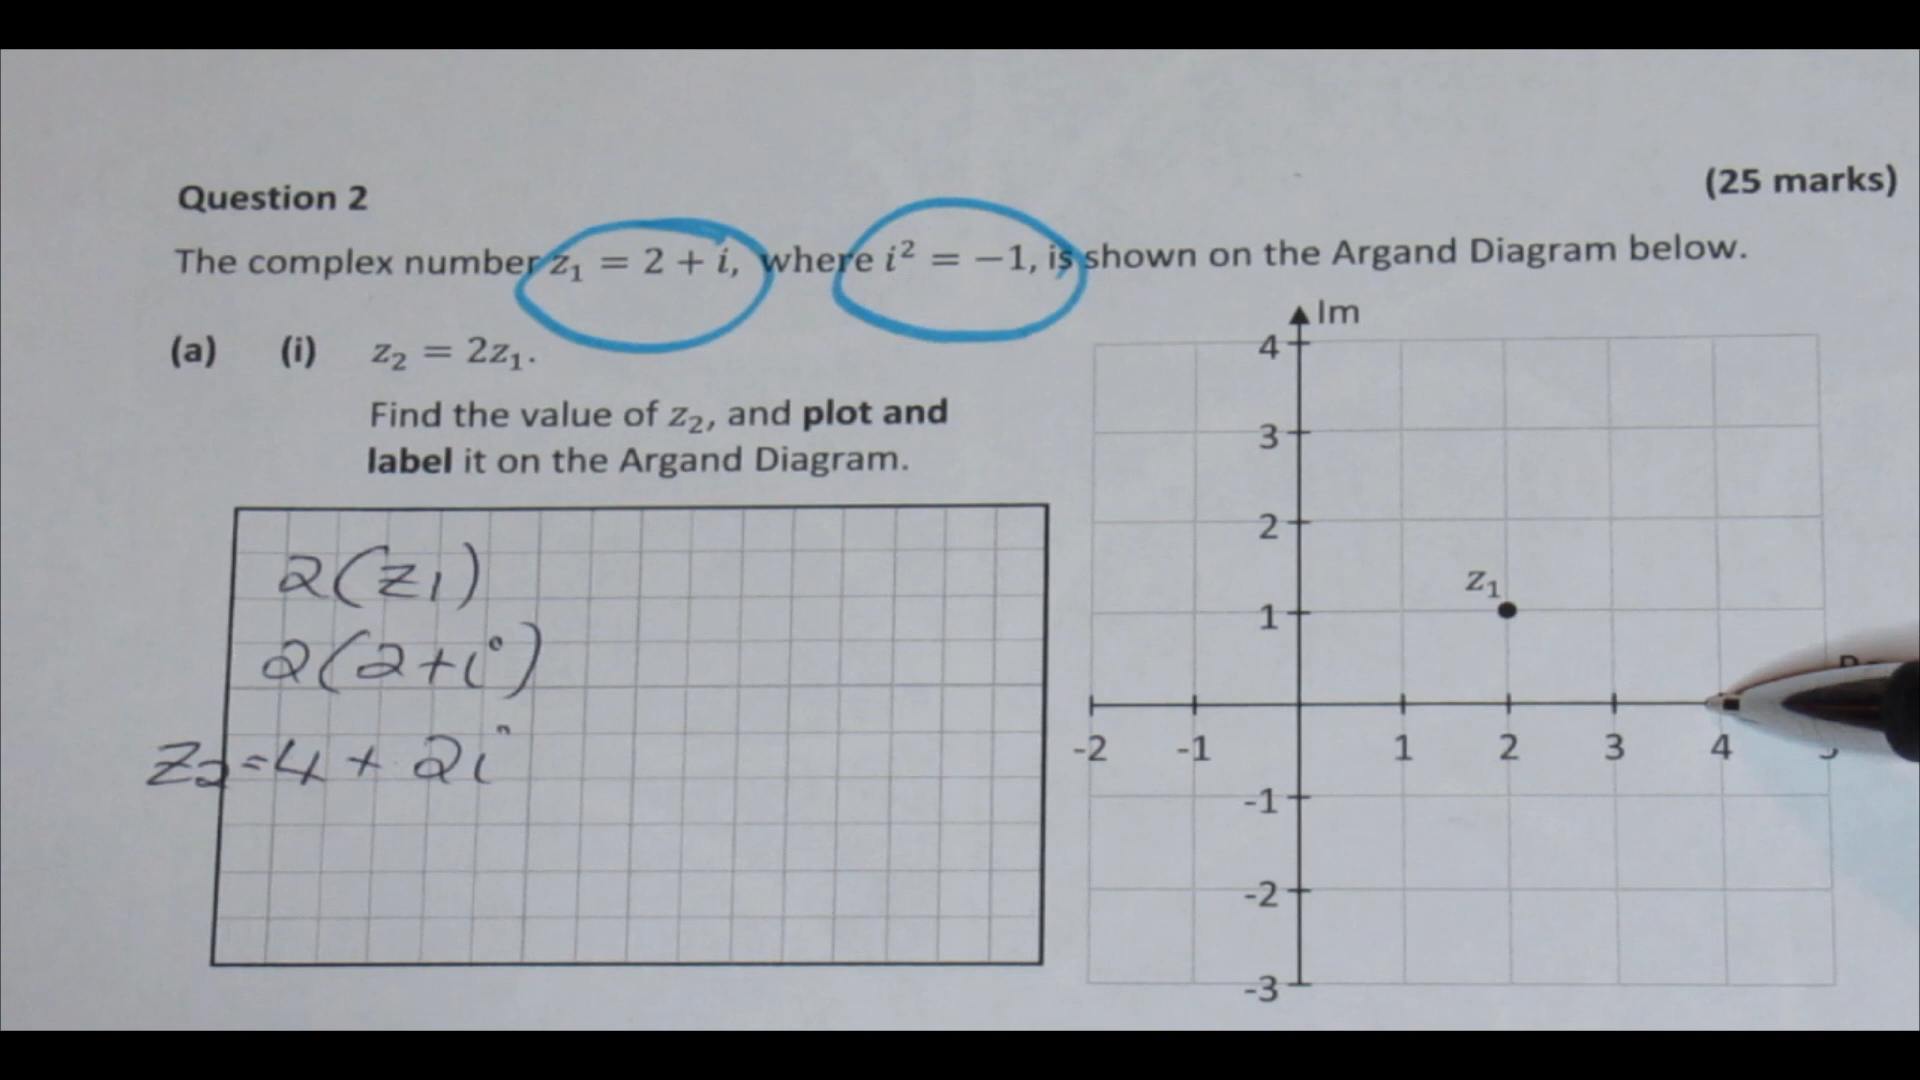 (25 marks)
Question 2
The complex number z₁ = 2 + i, where i² = −1, is shown on the Argand Diagram below.
(a) (i) z₂ = 2z₁.
Find the value of z₂, and plot and
label it on the Argand Diagram.
2(z1)
2(2+i)
z2=4 + 2i
Im
4
3
2
z₁
1
-2 -1 1 2 3 4
-1
-2
-3